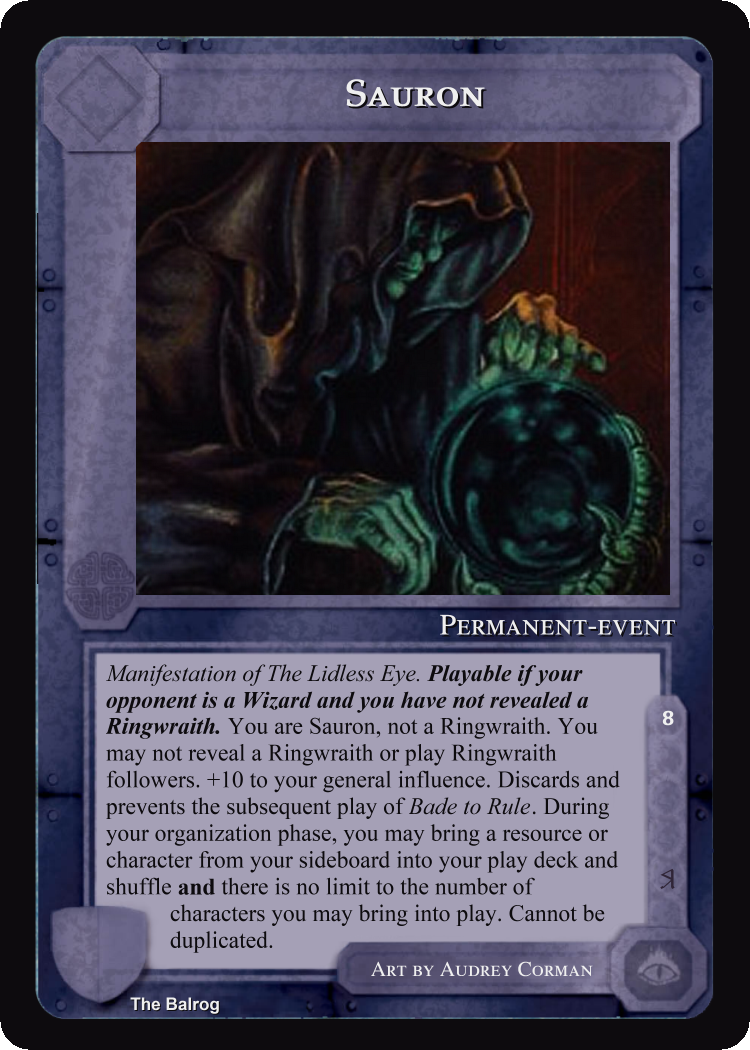 Sauron
Permanent-event
Manifestation of The Lidless Eye. Playable if your
opponent is a Wizard and you have not revealed a
Ringwraith. You are Sauron, not a Ringwraith. You
may not reveal a Ringwraith or play Ringwraith
followers. +10 to your general influence. Discards and
prevents the subsequent play of Bade to Rule. During
your organization phase, you may bring a resource or
character from your sideboard into your play deck and
shuffle and there is no limit to the number of
characters you may bring into play. Cannot be
duplicated.
8
Art by Audrey Corman
The Balrog